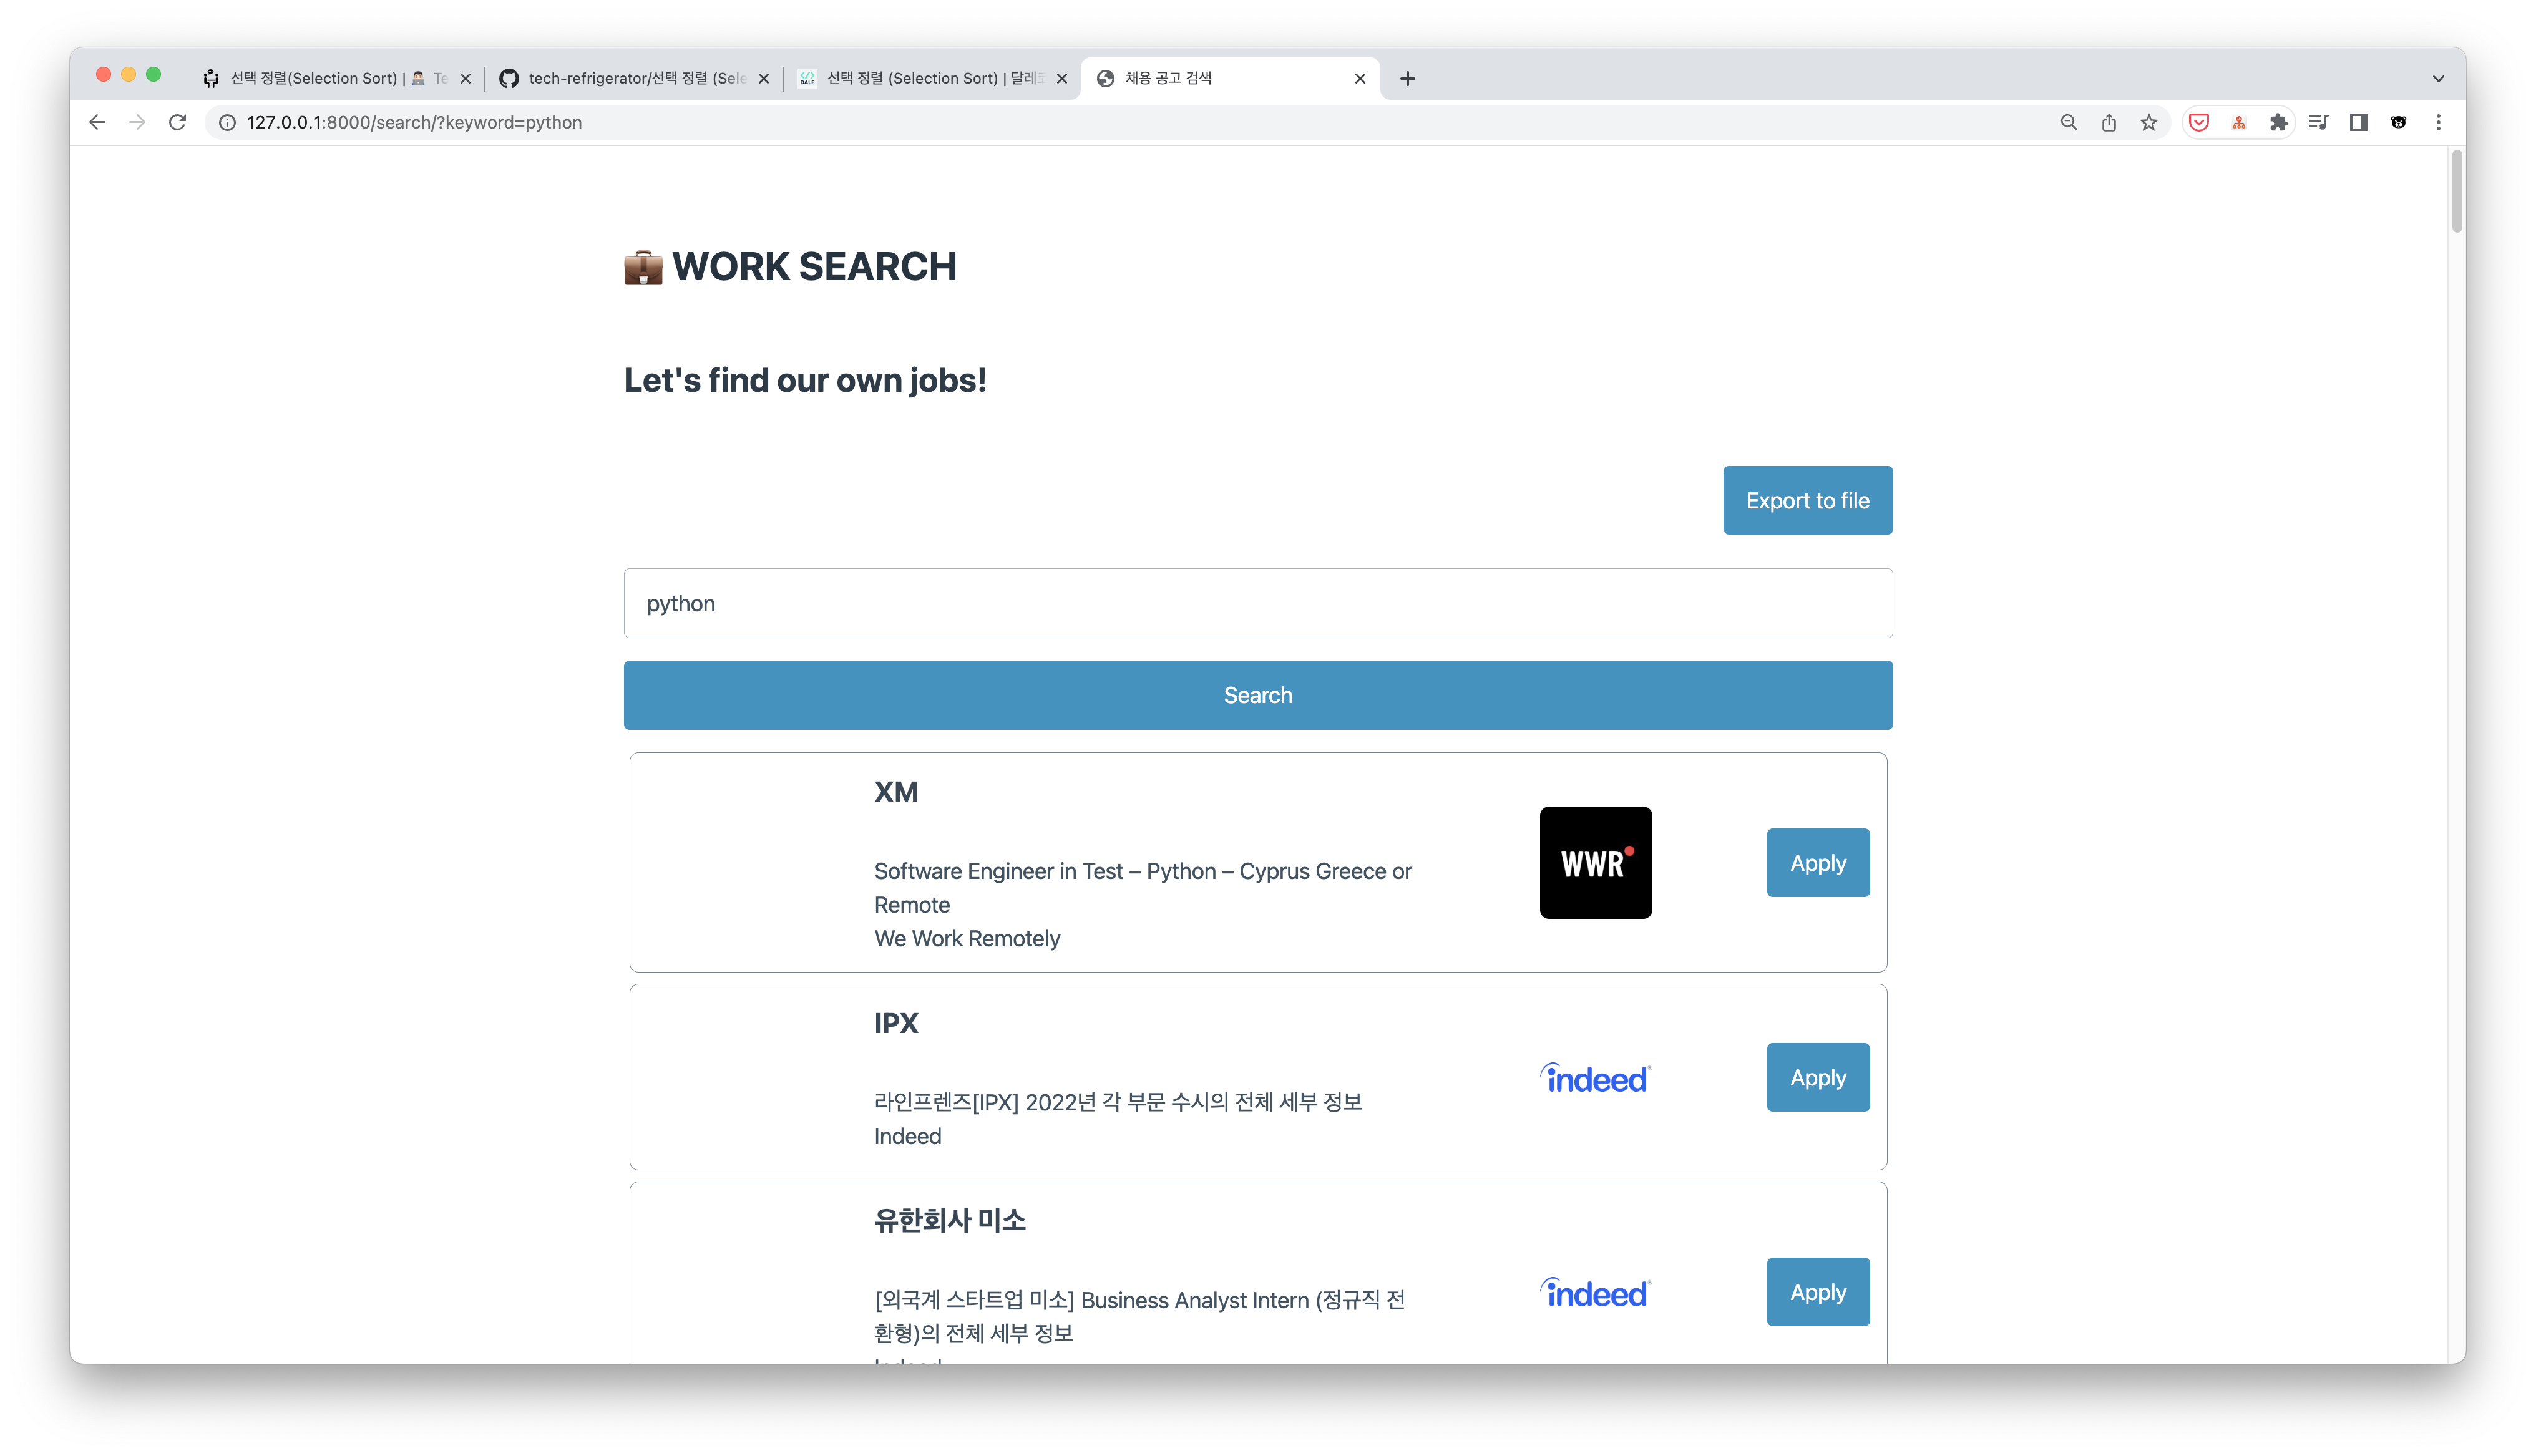 선택 정렬(Selection Sort) | Te
tech-refrigerator/선택 정렬 (Sele
DALE
선택 정렬 (Selection Sort) | 달레
채용 공고 검색
127.0.0.1:8000/search/?keyword=python
WORK SEARCH
Let's find our own jobs!
Export to file
python
Search
XM
Software Engineer in Test – Python – Cyprus Greece or
Remote
We Work Remotely
WWR
Apply
IPX
라인프렌즈[IPX] 2022년 각 부문 수시의 전체 세부 정보
Indeed
indeed
Apply
유한회사 미소
[외국계 스타트업 미소] Business Analyst Intern (정규직 전
환형)의 전체 세부 정보
indeed
Apply